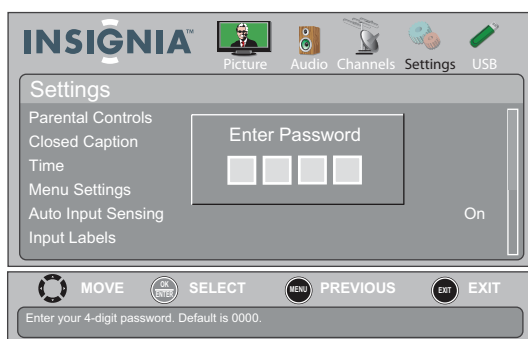 INSIGNIA™
Picture Audio Channels Settings USB
Settings
Parental Controls
Closed Caption
Time
Menu Settings
Auto Input Sensing On
Input Labels
Enter Password
MOVE OK ENTER SELECT MENU PREVIOUS EXIT EXIT
Enter your 4-digit password. Default is 0000.